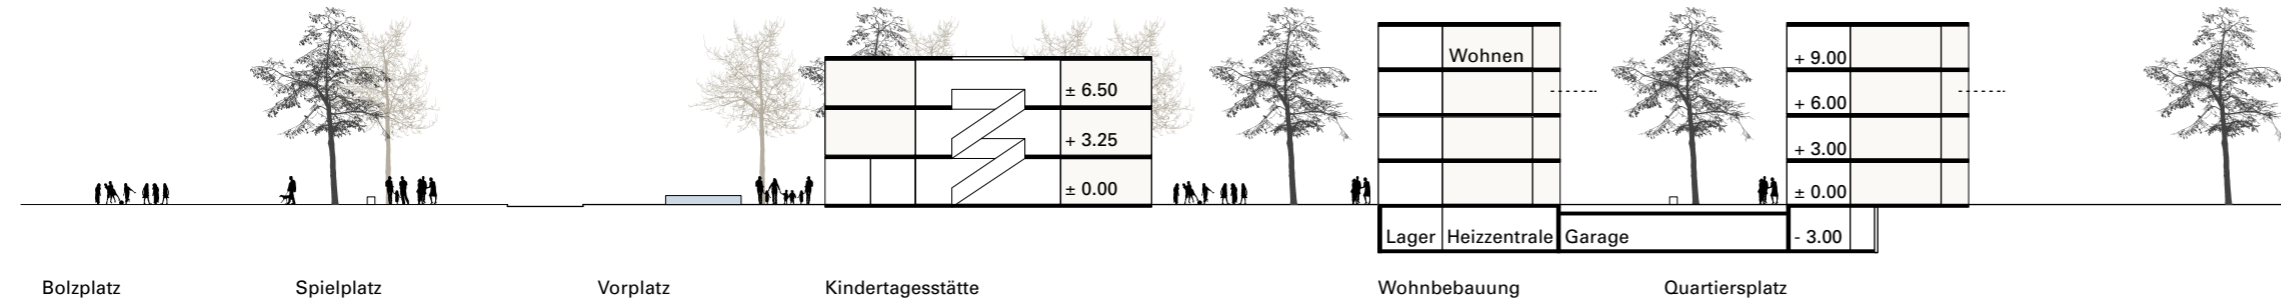 Wohnen
± 6.50
+ 3.25
± 0.00
+ 9.00
+ 6.00
+ 3.00
± 0.00
Lager
Heizzentrale
Garage
- 3.00
Bolzplatz
Spielplatz
Vorplatz
Kindertagesstätte
Wohnbebauung
Quartiersplatz